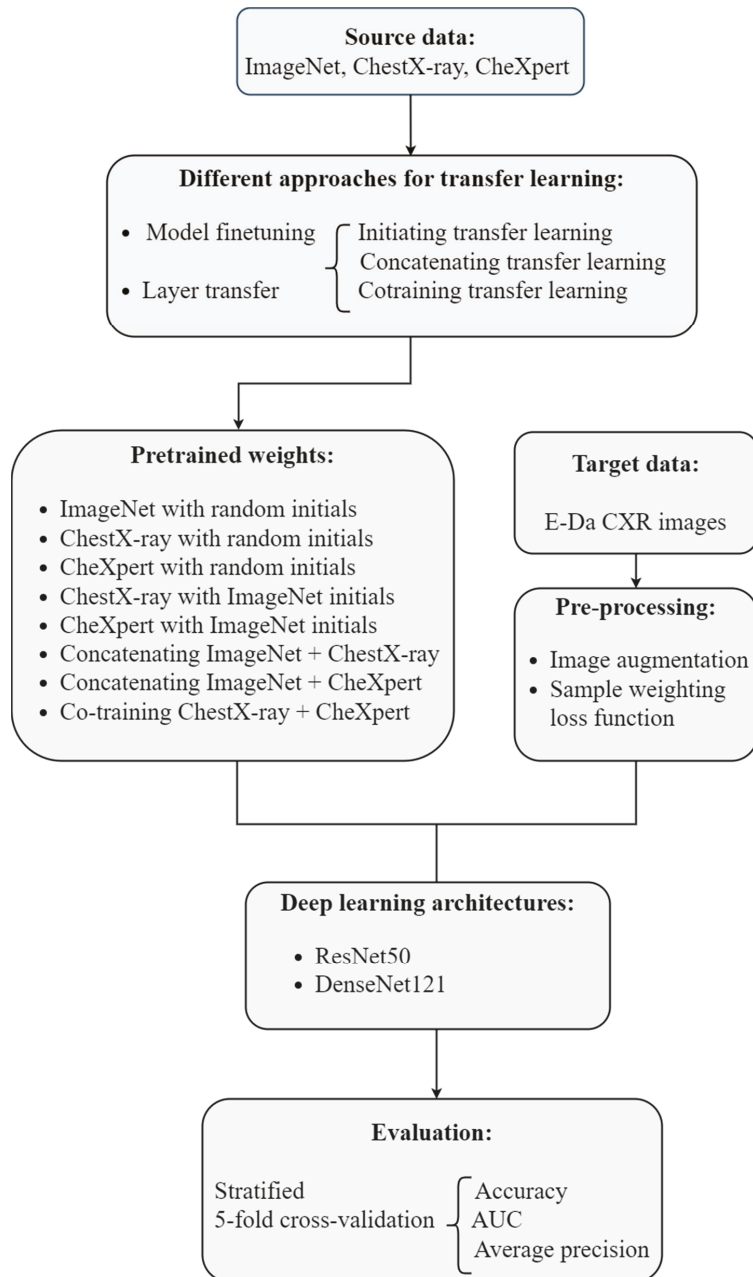 Source data:
ImageNet, ChestX-ray, CheXpert
Different approaches for transfer learning:
• Model finetuning
• Layer transfer
Initiating transfer learning
Concatenating transfer learning
Cotraining transfer learning
Pretrained weights:
• ImageNet with random initials
• ChestX-ray with random initials
• CheXpert with random initials
• ChestX-ray with ImageNet initials
• CheXpert with ImageNet initials
• Concatenating ImageNet + ChestX-ray
• Concatenating ImageNet + CheXpert
• Co-training ChestX-ray + CheXpert
Target data:
E-Da CXR images
Pre-processing:
• Image augmentation
• Sample weighting
loss function
Deep learning architectures:
• ResNet50
• DenseNet121
Evaluation:
Stratified
5-fold cross-validation
Accuracy
AUC
Average precision